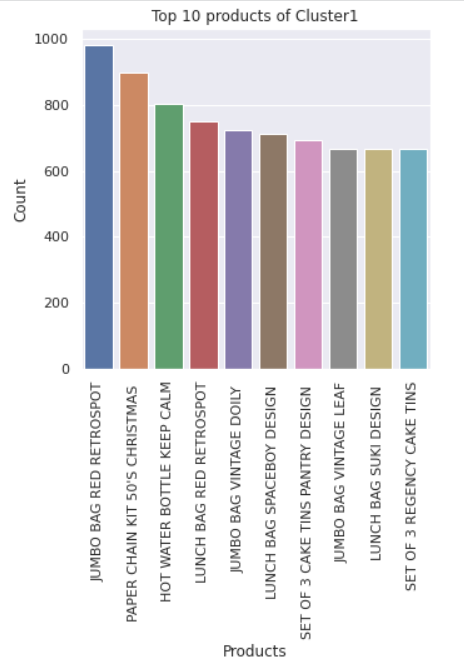 Top 10 products of Cluster1
1000
800
600
400
200
0
Count
JUMBO BAG RED RETROSPOT
PAPER CHAIN KIT 50'S CHRISTMAS
HOT WATER BOTTLE KEEP CALM
LUNCH BAG RED RETROSPOT
JUMBO BAG VINTAGE DOILY
LUNCH BAG SPACEBOY DESIGN
SET OF 3 CAKE TINS PANTRY DESIGN
JUMBO BAG VINTAGE LEAF
LUNCH BAG SUKI DESIGN
SET OF 3 REGENCY CAKE TINS
Products